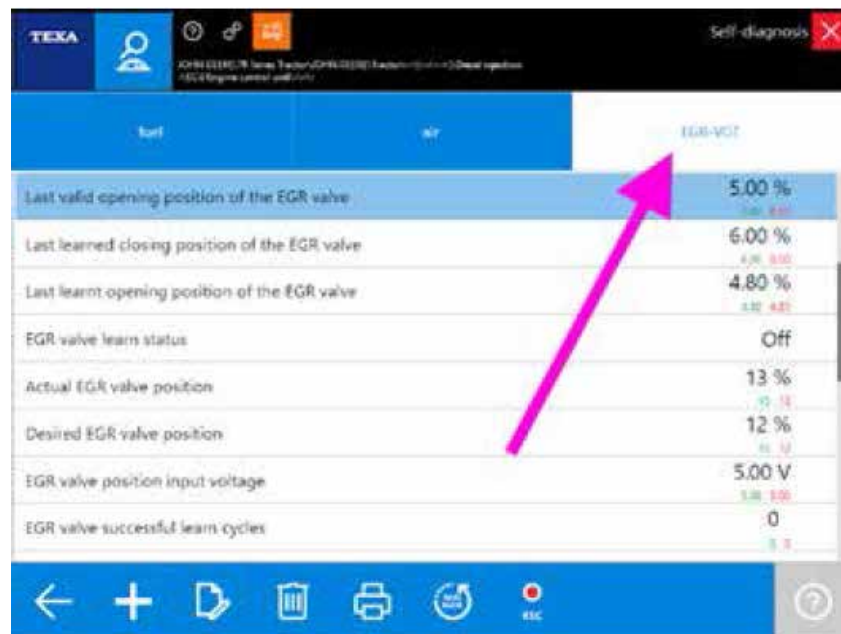 TEXA
Self-diagnosis
fuel
air
EGR-VGT
Last valid opening position of the EGR valve
5.00 %
Last learned closing position of the EGR valve
6.00 %
Last learnt opening position of the EGR valve
4.80 %
EGR valve learn status
Off
Actual EGR valve position
13 %
Desired EGR valve position
12 %
EGR valve position input voltage
5.00 V
EGR valve successful learn cycles
0
REC